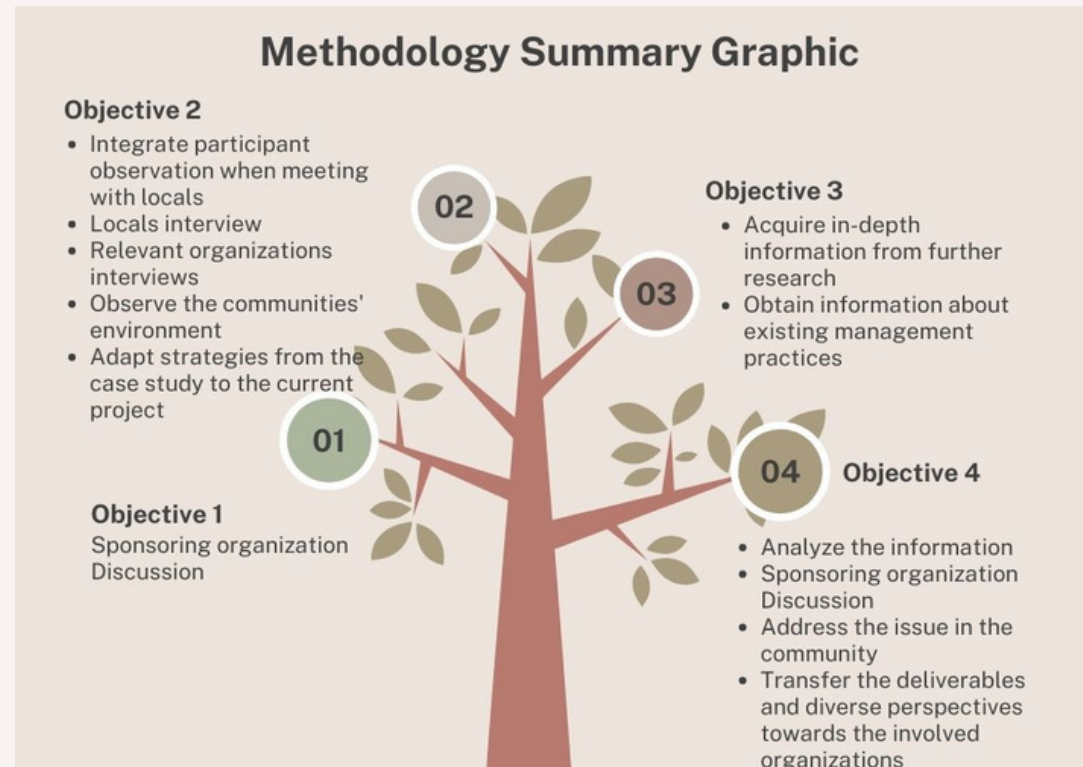 Methodology Summary Graphic
Objective 2
• Integrate participant
observation when meeting
with locals
• Locals interview
• Relevant organizations
interviews
• Observe the communities'
environment
• Adapt strategies from the
case study to the current
project
02
Objective 3
• Acquire in-depth
information from further
research
• Obtain information about
existing management
practices
03
01
Objective 1
Sponsoring organization
Discussion
04
Objective 4
• Analyze the information
• Sponsoring organization
Discussion
• Address the issue in the
community
• Transfer the deliverables
and diverse perspectives
towards the involved
organizations